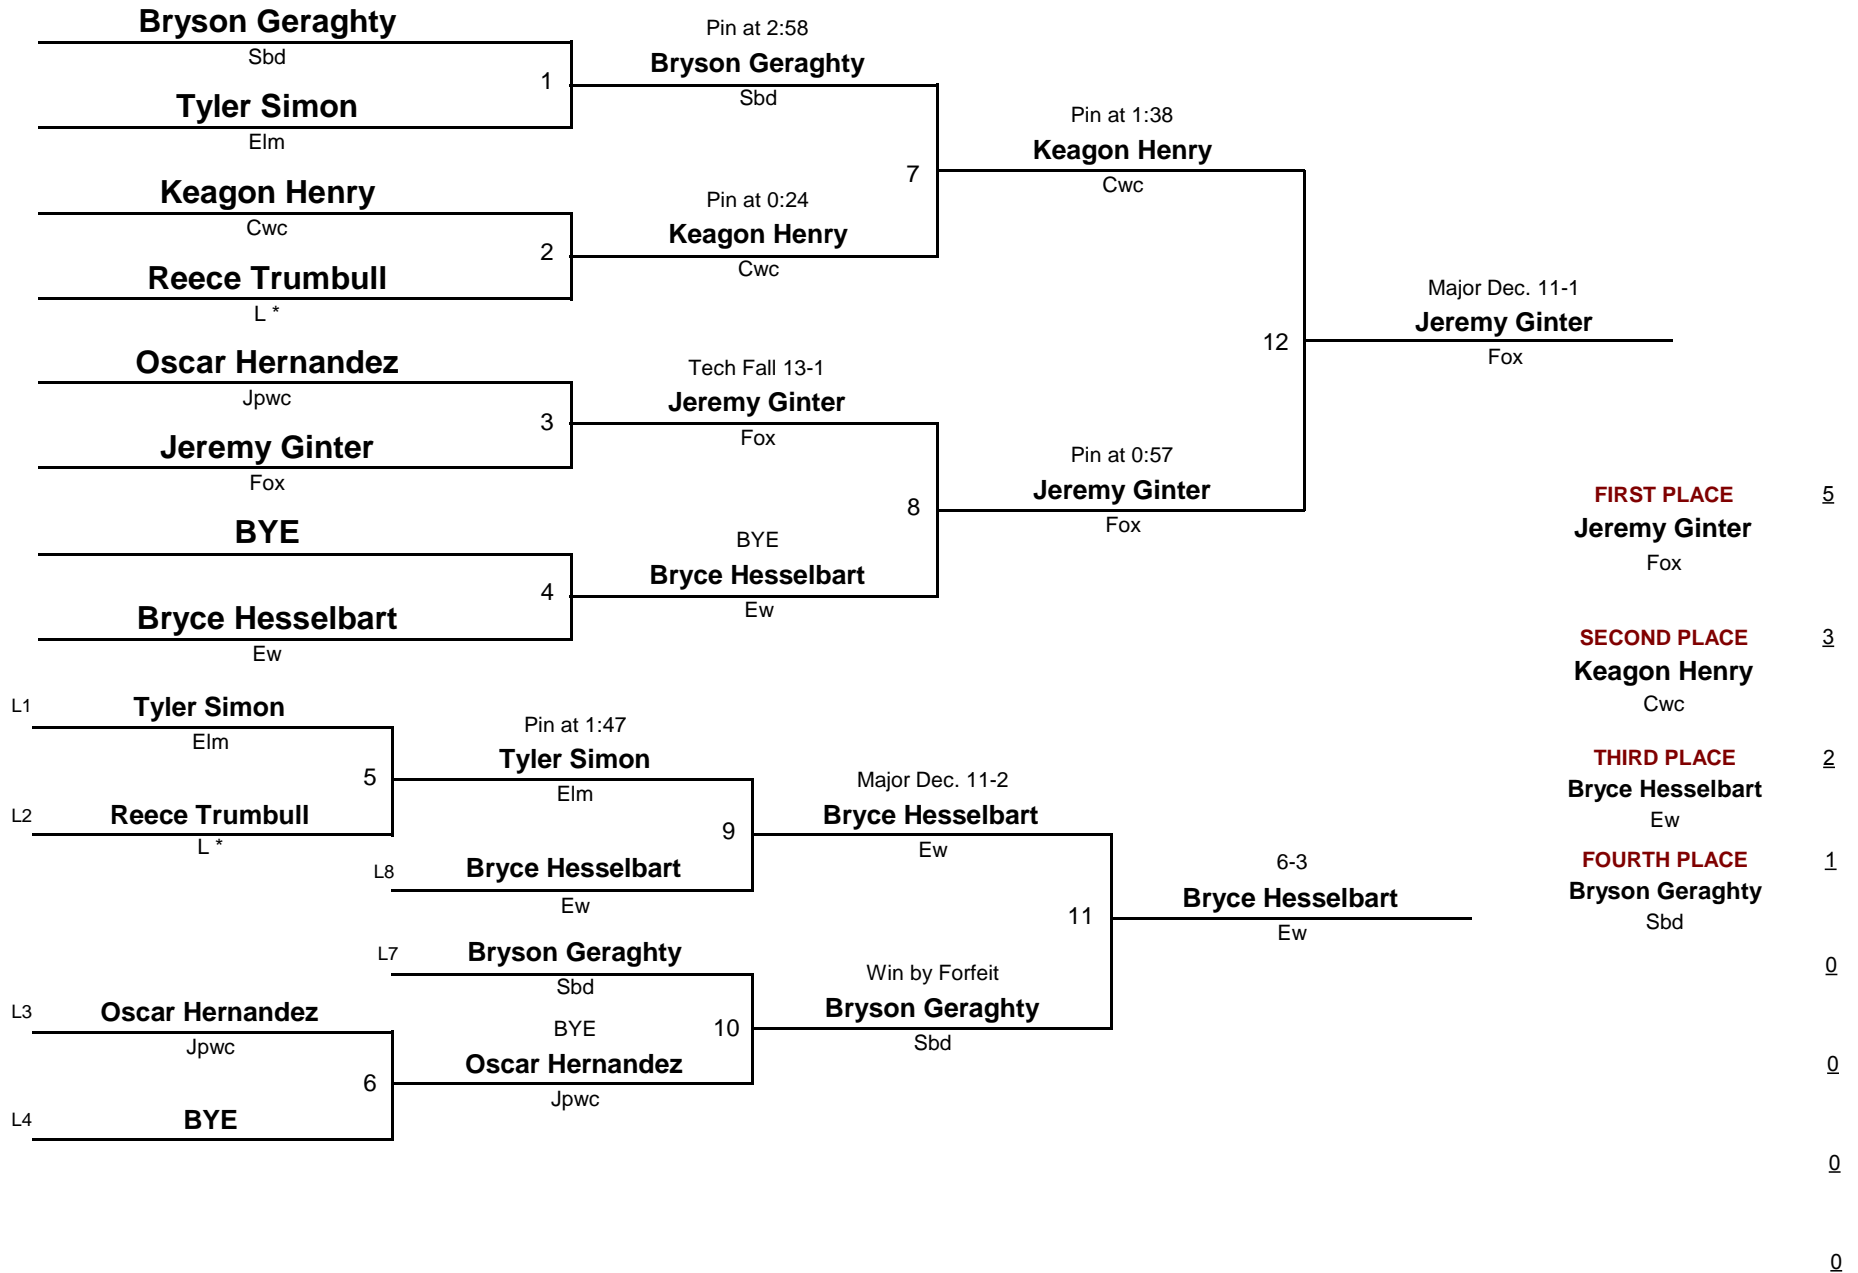 Bryson Geraghty
Sbd
1
Tyler Simon
Elm
Keagon Henry
Cwc
2
Reece Trumbull
L *
Oscar Hernandez
Jpwc
3
Jeremy Ginter
Fox
BYE
4
Bryce Hesselbart
Ew
Pin at 2:58
Bryson Geraghty
Sbd
7
Pin at 0:24
Keagon Henry
Cwc
Tech Fall 13-1
Jeremy Ginter
Fox
8
BYE
Bryce Hesselbart
Ew
Pin at 1:38
Keagon Henry
Cwc
12
Pin at 0:57
Jeremy Ginter
Fox
Major Dec. 11-1
Jeremy Ginter
Fox
FIRST PLACE 5
Jeremy Ginter
Fox
SECOND PLACE 3
Keagon Henry
Cwc
THIRD PLACE 2
Bryce Hesselbart
Ew
FOURTH PLACE 1
Bryson Geraghty
Sbd
0
0
0
0
L1 Tyler Simon
Elm
5
L2 Reece Trumbull
L *
L3 Oscar Hernandez
Jpwc
6
L4 BYE
Pin at 1:47
Tyler Simon
Elm
9
L8 Bryce Hesselbart
Ew
L7 Bryson Geraghty
Sbd
BYE 10
Oscar Hernandez
Jpwc
Major Dec. 11-2
Bryce Hesselbart
Ew
11
Win by Forfeit
Bryson Geraghty
Sbd
6-3
Bryce Hesselbart
Ew